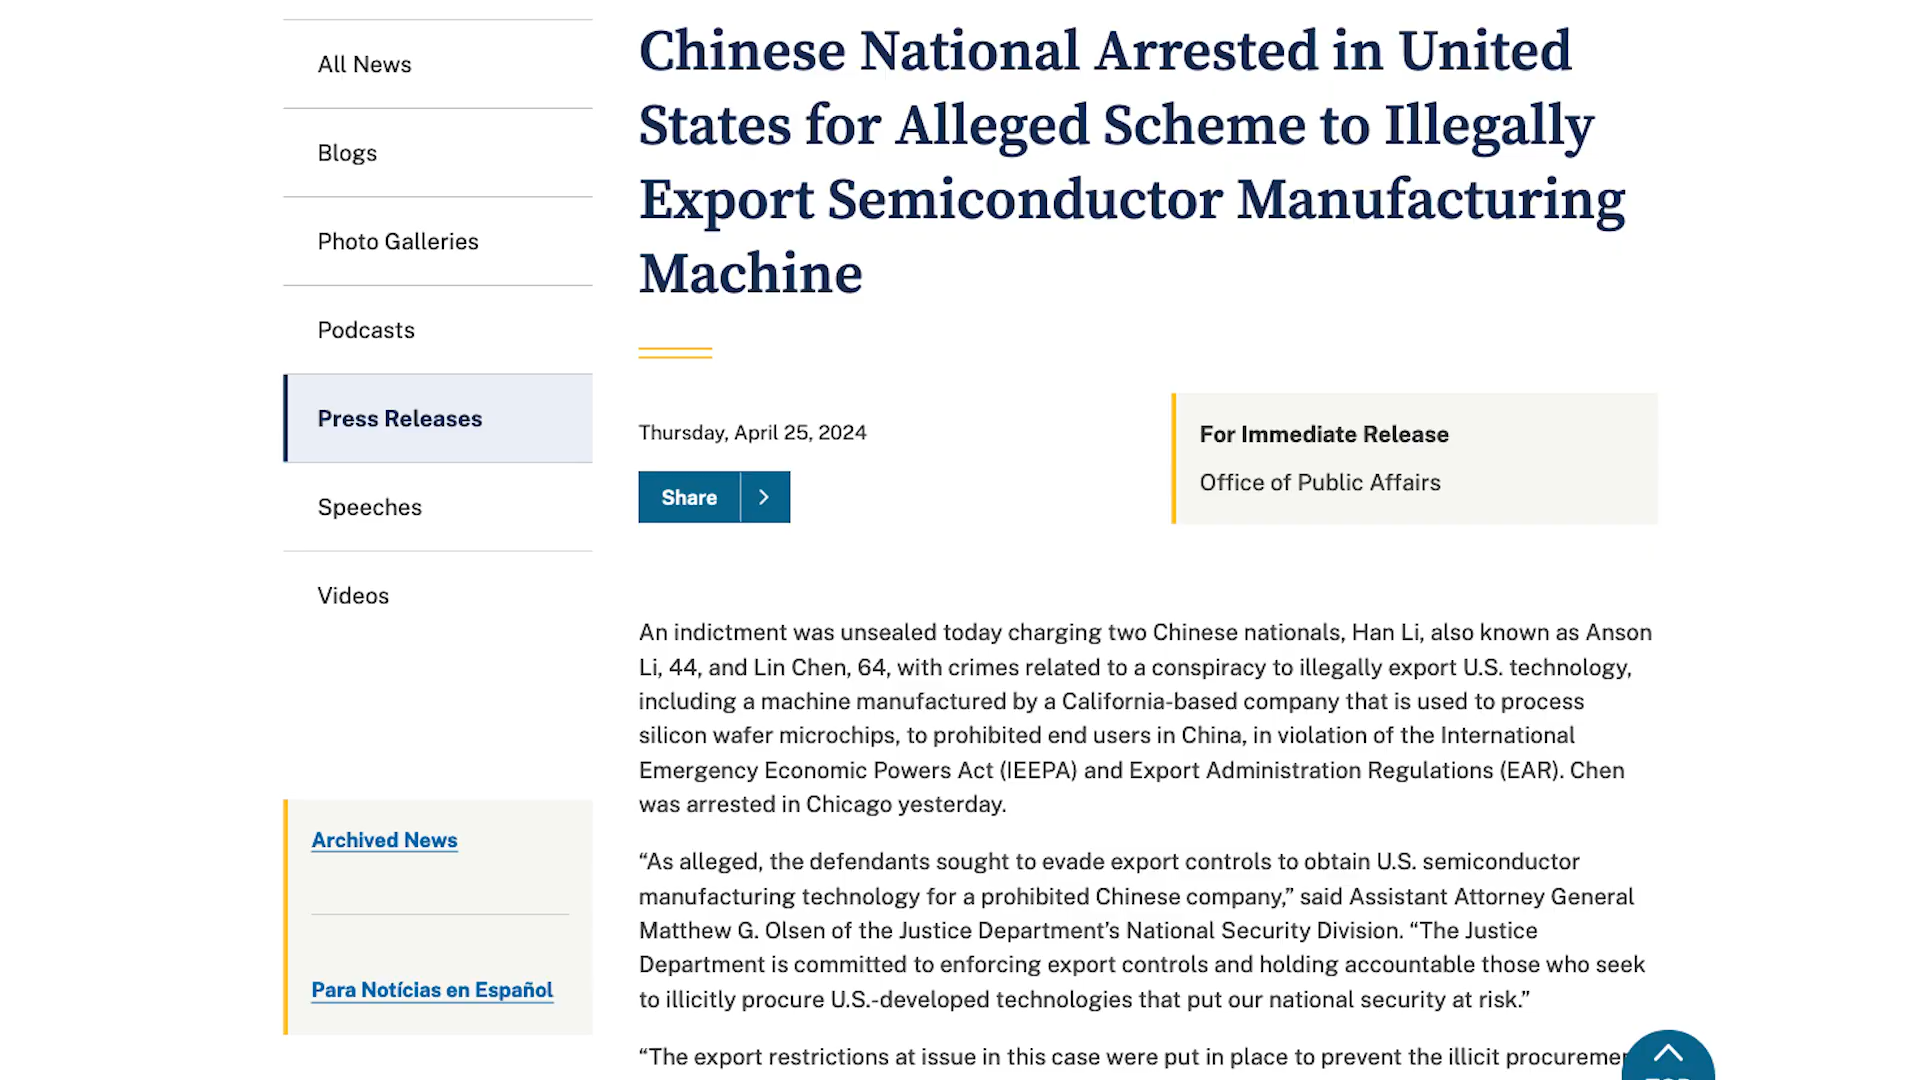 All News
Blogs
Photo Galleries
Podcasts
Press Releases
Speeches
Videos
Archived News
Para Notícias en Español
Chinese National Arrested in United
States for Alleged Scheme to Illegally
Export Semiconductor Manufacturing
Machine
Thursday, April 25, 2024
Share
For Immediate Release
Office of Public Affairs
An indictment was unsealed today charging two Chinese nationals, Han Li, also known as Anson
Li, 44, and Lin Chen, 64, with crimes related to a conspiracy to illegally export U.S. technology,
including a machine manufactured by a California-based company that is used to process
silicon wafer microchips, to prohibited end users in China, in violation of the International
Emergency Economic Powers Act (IEEPA) and Export Administration Regulations (EAR). Chen
was arrested in Chicago yesterday.
“As alleged, the defendants sought to evade export controls to obtain U.S. semiconductor
manufacturing technology for a prohibited Chinese company,” said Assistant Attorney General
Matthew G. Olsen of the Justice Department’s National Security Division. “The Justice
Department is committed to enforcing export controls and holding accountable those who seek
to illicitly procure U.S.-developed technologies that put our national security at risk.”
“The export restrictions at issue in this case were put in place to prevent the illicit